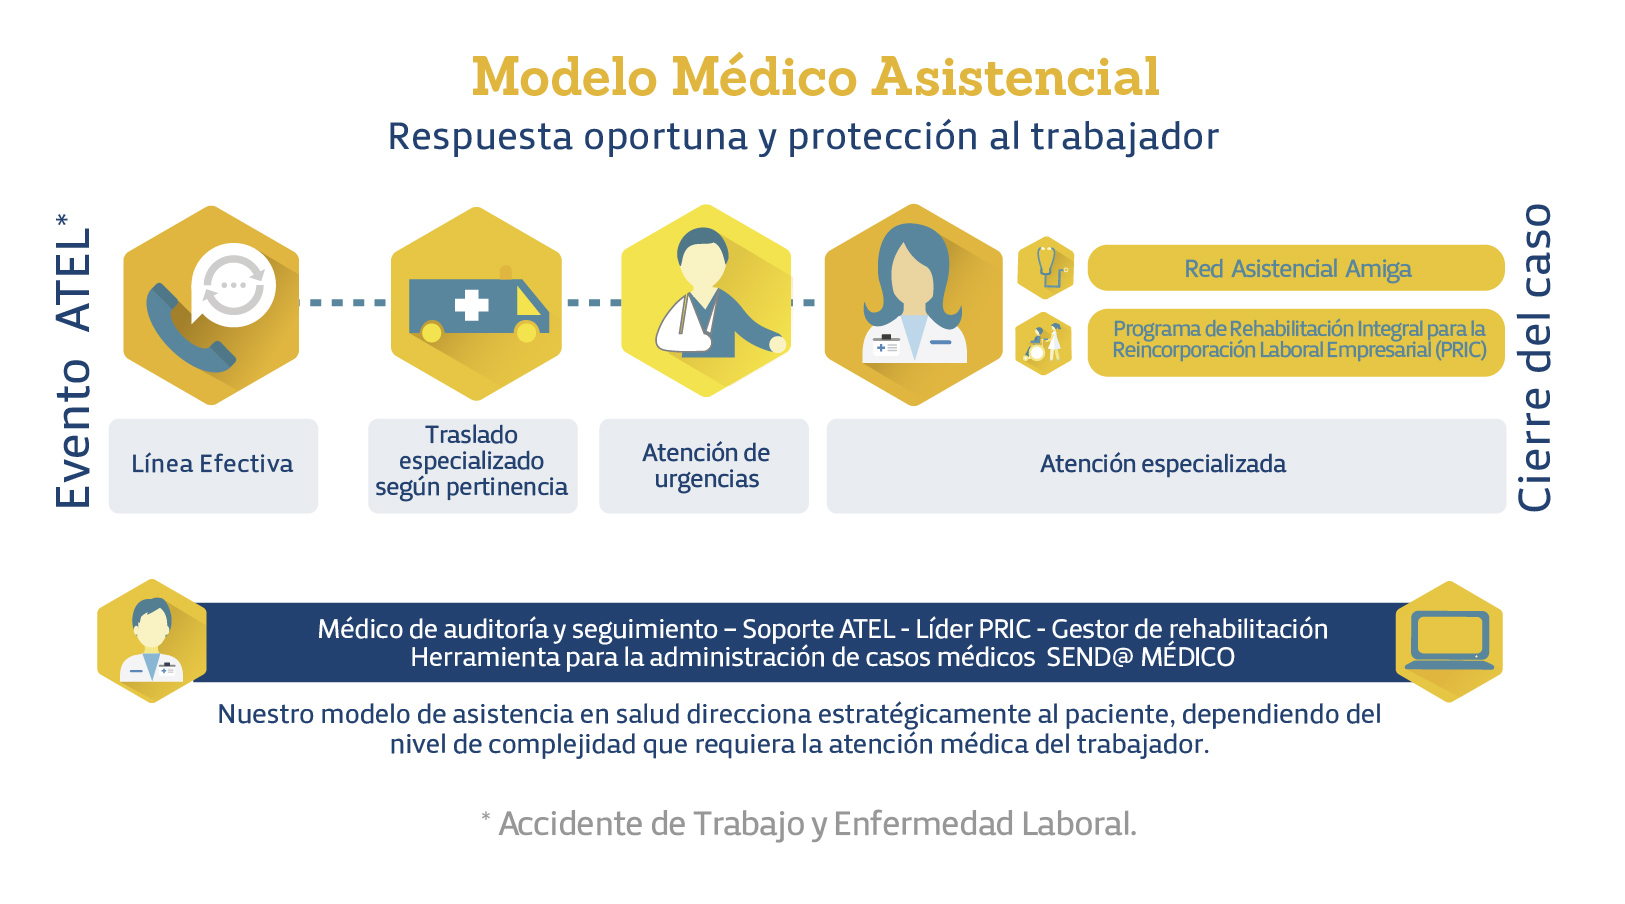 Modelo Médico Asistencial
Respuesta oportuna y protección al trabajador
Evento ATEL*
Línea Efectiva
Traslado
especializado
según pertinencia
Atención de
urgencias
Red Asistencial Amiga
Programa de Rehabilitación Integral para la
Reincorporación Laboral Empresarial (PRIC)
Atención especializada
Cierre del caso
Médico de auditoría y seguimiento – Soporte ATEL - Líder PRIC - Gestor de rehabilitación
Herramienta para la administración de casos médicos SEND@ MÉDICO
Nuestro modelo de asistencia en salud direcciona estratégicamente al paciente, dependiendo del
nivel de complejidad que requiera la atención médica del trabajador.
* Accidente de Trabajo y Enfermedad Laboral.